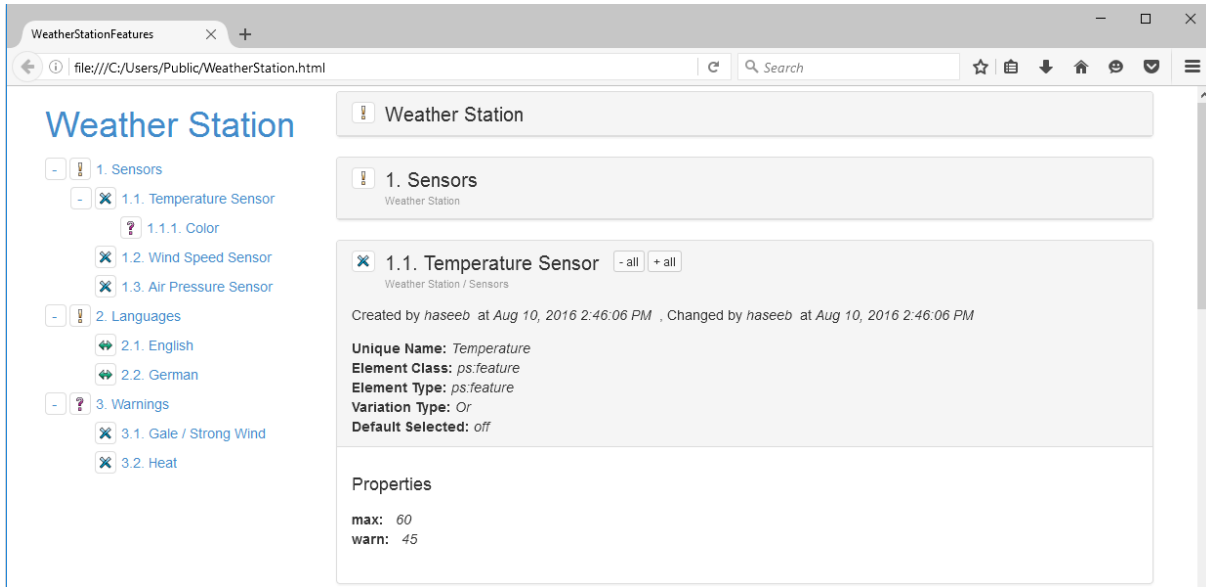 WeatherStationFeatures
file:///C:/Users/Public/WeatherStation.html
Search
Weather Station
- ! 1. Sensors
- 1.1. Temperature Sensor
? 1.1.1. Color
1.2. Wind Speed Sensor
1.3. Air Pressure Sensor
- ! 2. Languages
2.1. English
2.2. German
- ? 3. Warnings
3.1. Gale / Strong Wind
3.2. Heat
! Weather Station
! 1. Sensors
Weather Station
1.1. Temperature Sensor - all + all
Weather Station / Sensors
Created by haseeb at Aug 10, 2016 2:46:06 PM , Changed by haseeb at Aug 10, 2016 2:46:06 PM
Unique Name: Temperature
Element Class: ps:feature
Element Type: ps:feature
Variation Type: Or
Default Selected: off
Properties
max: 60
warn: 45